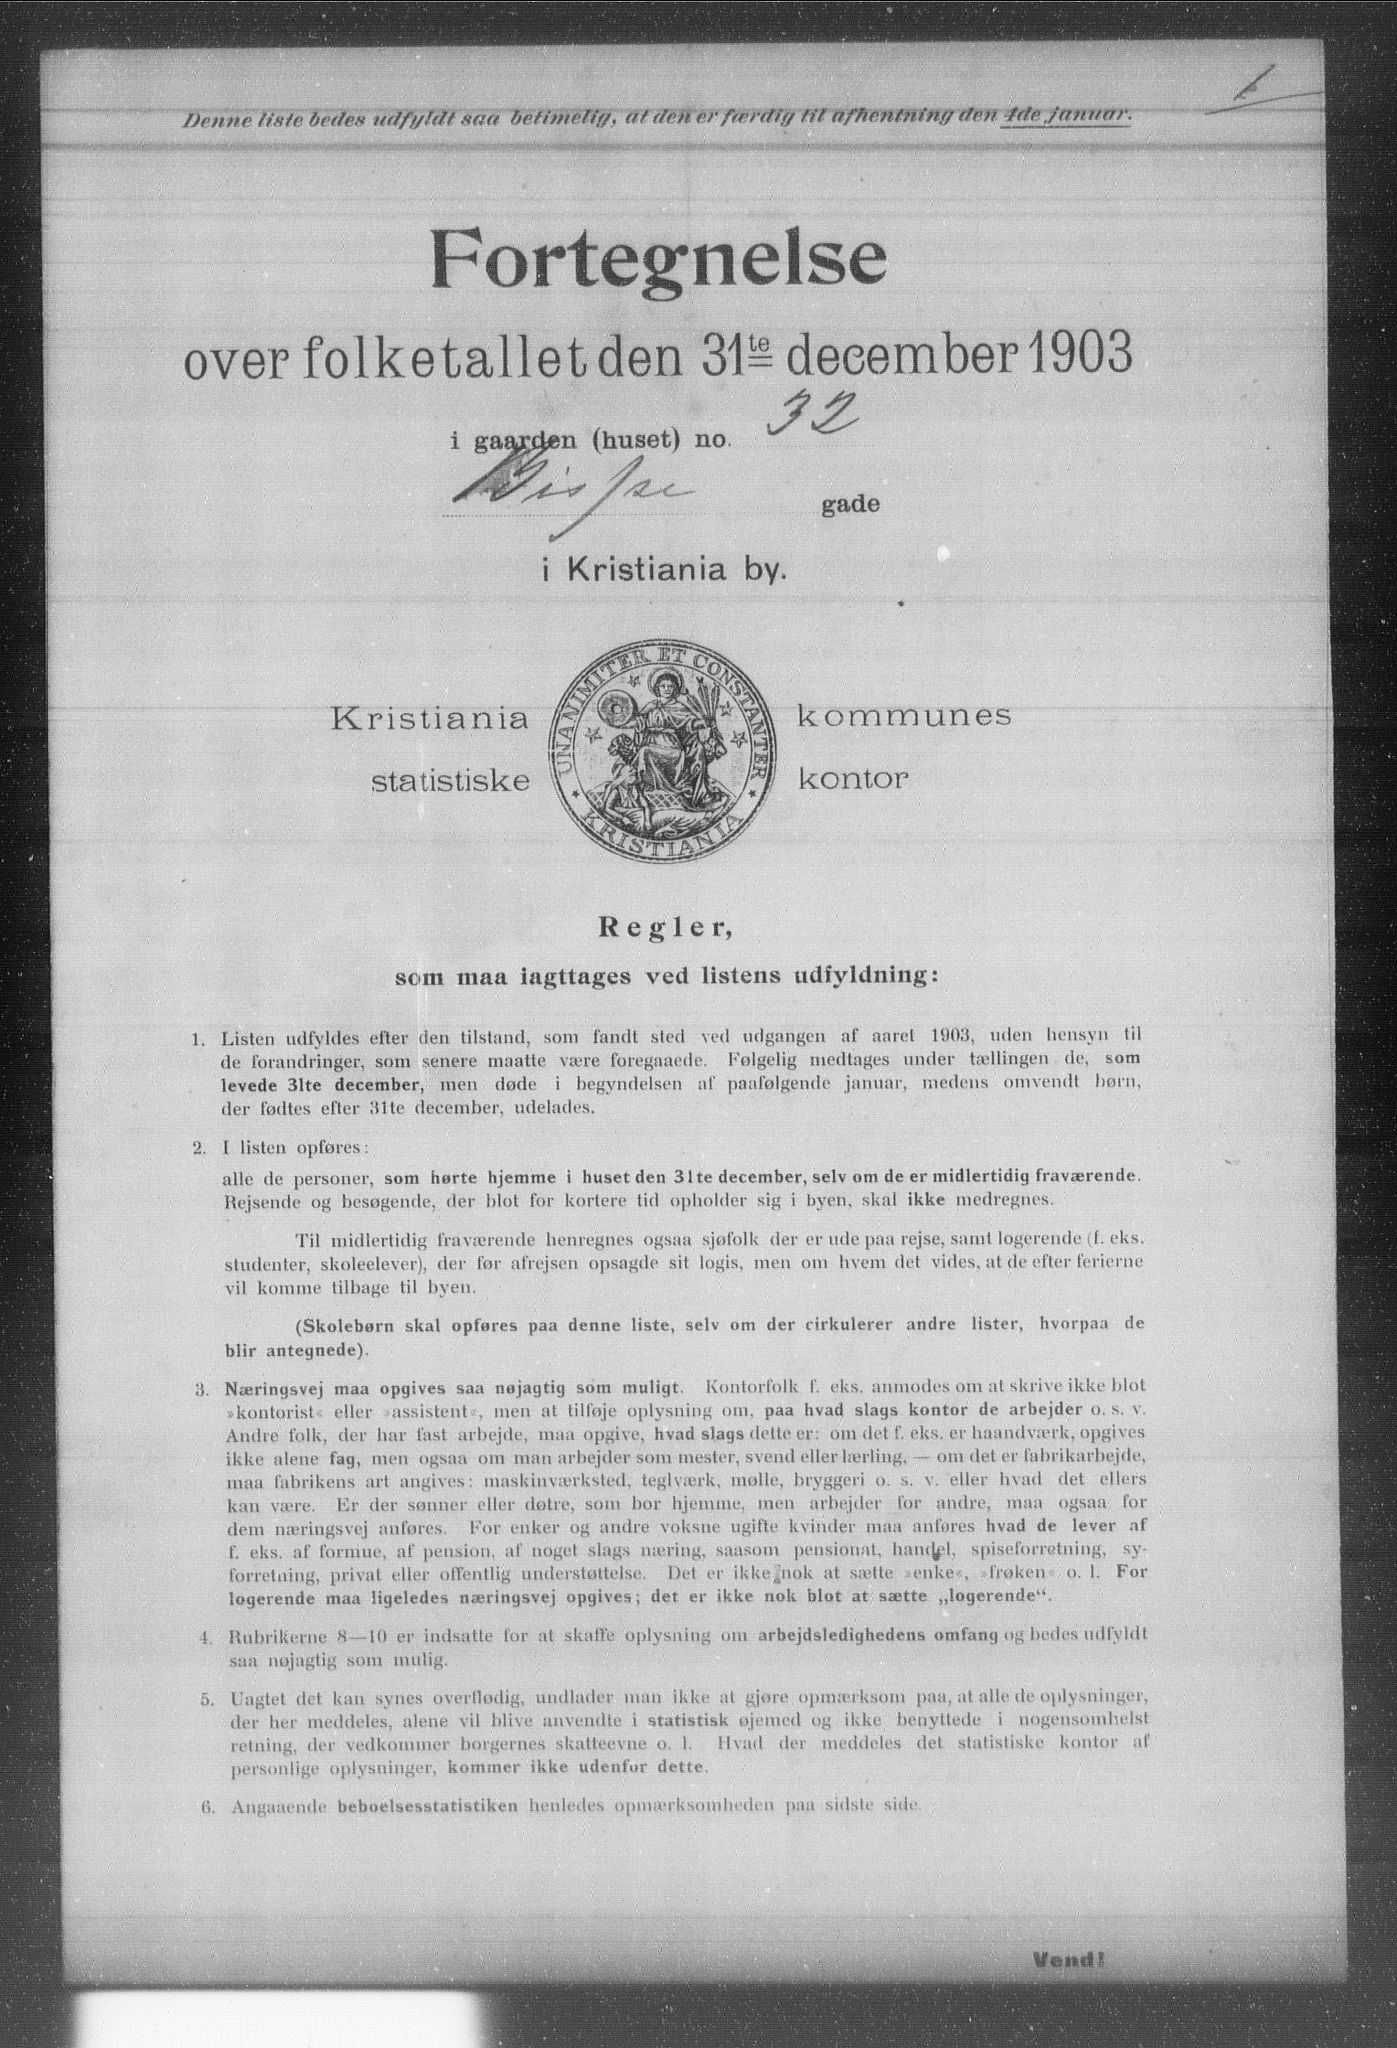 Denne liste bedes udfyldt saa betimelig, at den er færdig til afhentning den 4de januar.
Fortegnelse
over folketallet den 31te december 1903
i gaarden (huset) no. 32
Bispe gade
i Kristiania by.
UNANIMITER ET CONSTANTER
KRISTIANIA
Kristiania kommunes
statistiske kontor
Regler,
som maa iagttages ved listens udfyldning:
1. Listen udfyldes efter den tilstand, som fandt sted ved udgangen af aaret 1903, uden hensyn til
de forandringer, som senere maatte være foregaaede. Følgelig medtages under tællingen de, som
levede 31te december, men døde i begyndelsen af paafølgende januar, medens omvendt børn,
der fødtes efter 31te december, udelades.
2. I listen opføres:
alle de personer, som hørte hjemme i huset den 31te december, selv om de er midlertidig fraværende.
Rejsende og besøgende, der blot for kortere tid opholder sig i byen, skal ikke medregnes.
Til midlertidig fraværende henregnes ogsaa sjøfolk der er ude paa rejse, samt logerende (f. eks.
studenter, skoleelever), der før afrejsen opsagde sit logis, men om hvem det vides, at de efter ferierne
vil komme tilbage til byen.
(Skolebørn skal opføres paa denne liste, selv om der cirkulerer andre lister, hvorpaa de
blir antegnede).
3. Næringsvej maa opgives saa nøjagtig som muligt. Kontorfolk f. eks. anmodes om at skrive ikke blot
»kontorist« eller »assistent«, men at tilføje oplysning om, paa hvad slags kontor de arbejder o. s. v.
Andre folk, der har fast arbejde, maa opgive, hvad slags dette er: om det f. eks. er haandværk, opgives
ikke alene fag, men ogsaa om man arbejder som mester, svend eller lærling, — om det er fabrikarbejde,
maa fabrikens art angives: maskinværksted, teglværk, mølle, bryggeri o. s. v. eller hvad det ellers
kan være. Er der sønner eller døtre, som bor hjemme, men arbejder for andre, maa ogsaa for
dem næringsvej anføres. For enker og andre voksne ugifte kvinder maa anføres hvad de lever af
f. eks. af formue, af pension, af noget slags næring, saasom pensionat, handel, spiseforretning, sy-
forretning, privat eller offentlig understøttelse. Det er ikke nok at sætte »enke«, »frøken« o. l. For
logerende maa ligeledes næringsvej opgives; det er ikke nok blot at sætte „logerende“.
4. Rubrikerne 8—10 er indsatte for at skaffe oplysning om arbejdsledighedens omfang og bedes udfyldt
saa nøjagtig som mulig.
5. Uagtet det kan synes overflødig, undlader man ikke at gjøre opmærksom paa, at alle de oplysninger,
der her meddeles, alene vil blive anvendte i statistisk øjemed og ikke benyttede i nogensomhelst
retning, der vedkommer borgernes skatteevne o. l. Hvad der meddeles det statistiske kontor af
personlige oplysninger, kommer ikke udenfor dette.
6. Angaaende beboelsesstatistiken henledes opmærksomheden paa sidste side.
Vend!